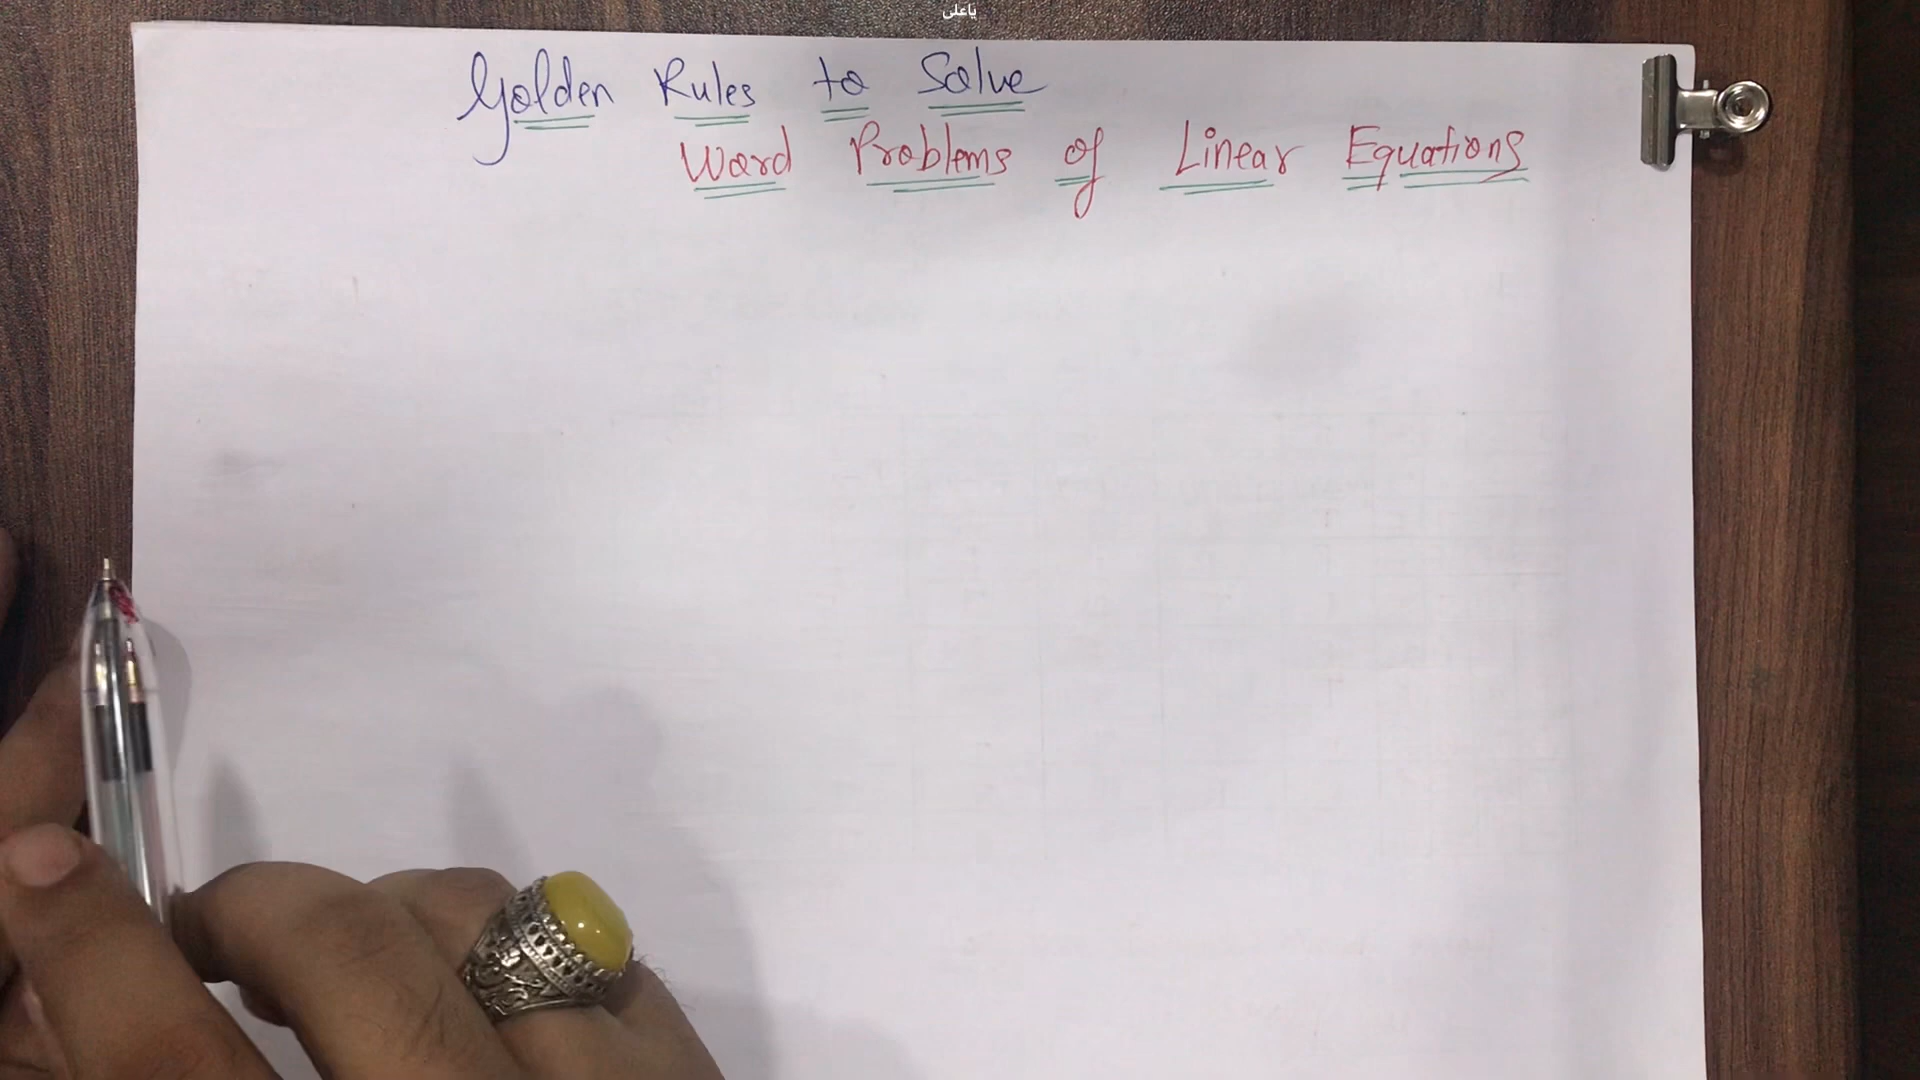 یاعلی
Golden Rules to Solve
Word Problems of Linear Equations